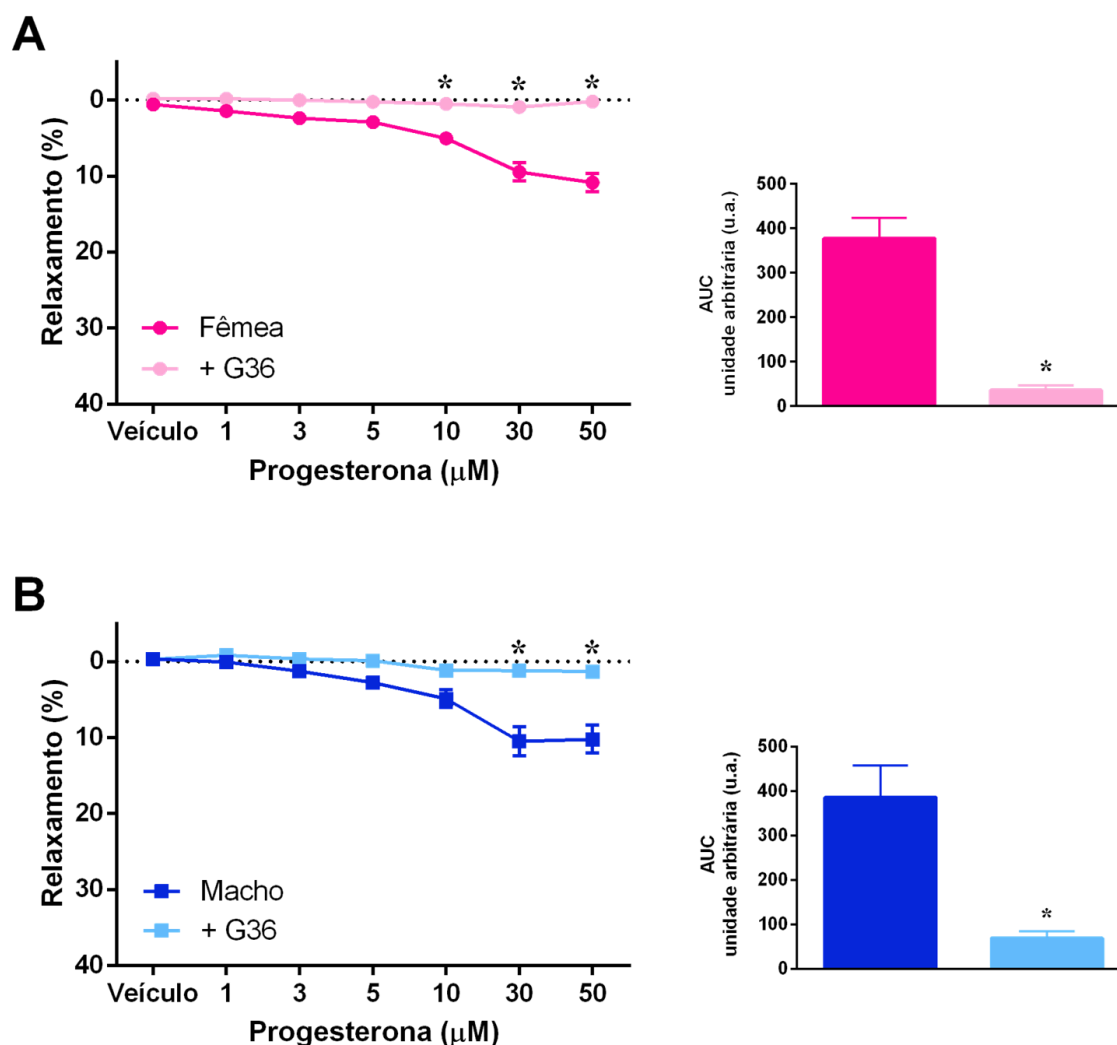 A
Relaxamento (%)
0
10
20
30
40
* * *
Fêmea
+ G36
Veículo 1 3 5 10 30 50
Progesterona (μM)
AUC
unidade arbitrária (u.a.)
500
400
300
200
100
0
*
B
Relaxamento (%)
0
10
20
30
40
* *
Macho
+ G36
Veículo 1 3 5 10 30 50
Progesterona (μM)
AUC
unidade arbitrária (u.a.)
500
400
300
200
100
0
*